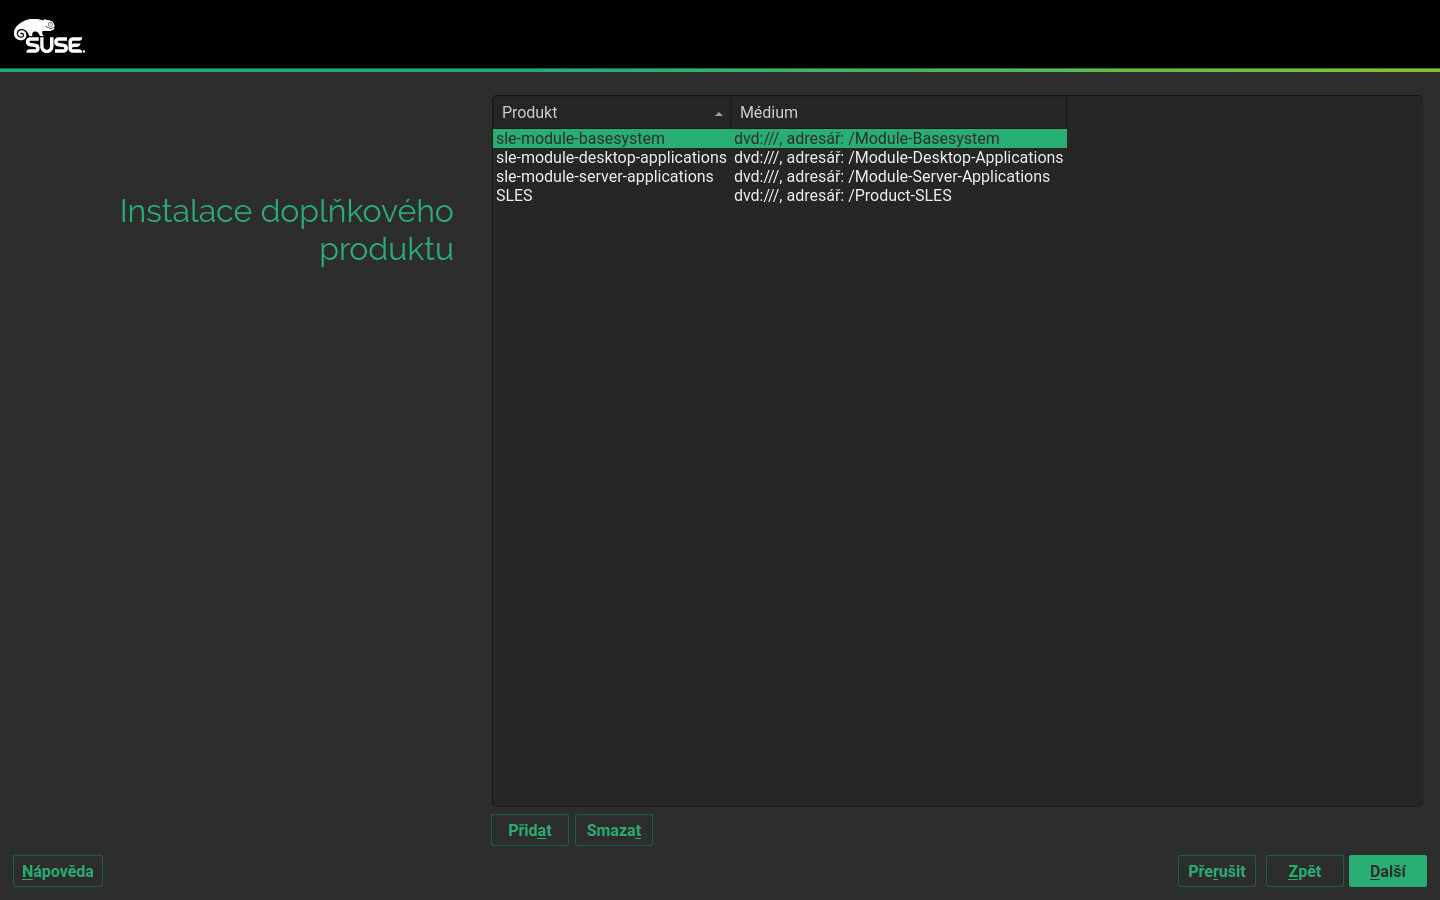 SUSE.
Instalace doplňkového
produktu
Produkt Médium
sle-module-basesystem dvd:///, adresář: /Module-Basesystem
sle-module-desktop-applications dvd:///, adresář: /Module-Desktop-Applications
sle-module-server-applications dvd:///, adresář: /Module-Server-Applications
SLES dvd:///, adresář: /Product-SLES
Přidat Smazat
Nápověda Přerušit Zpět Další